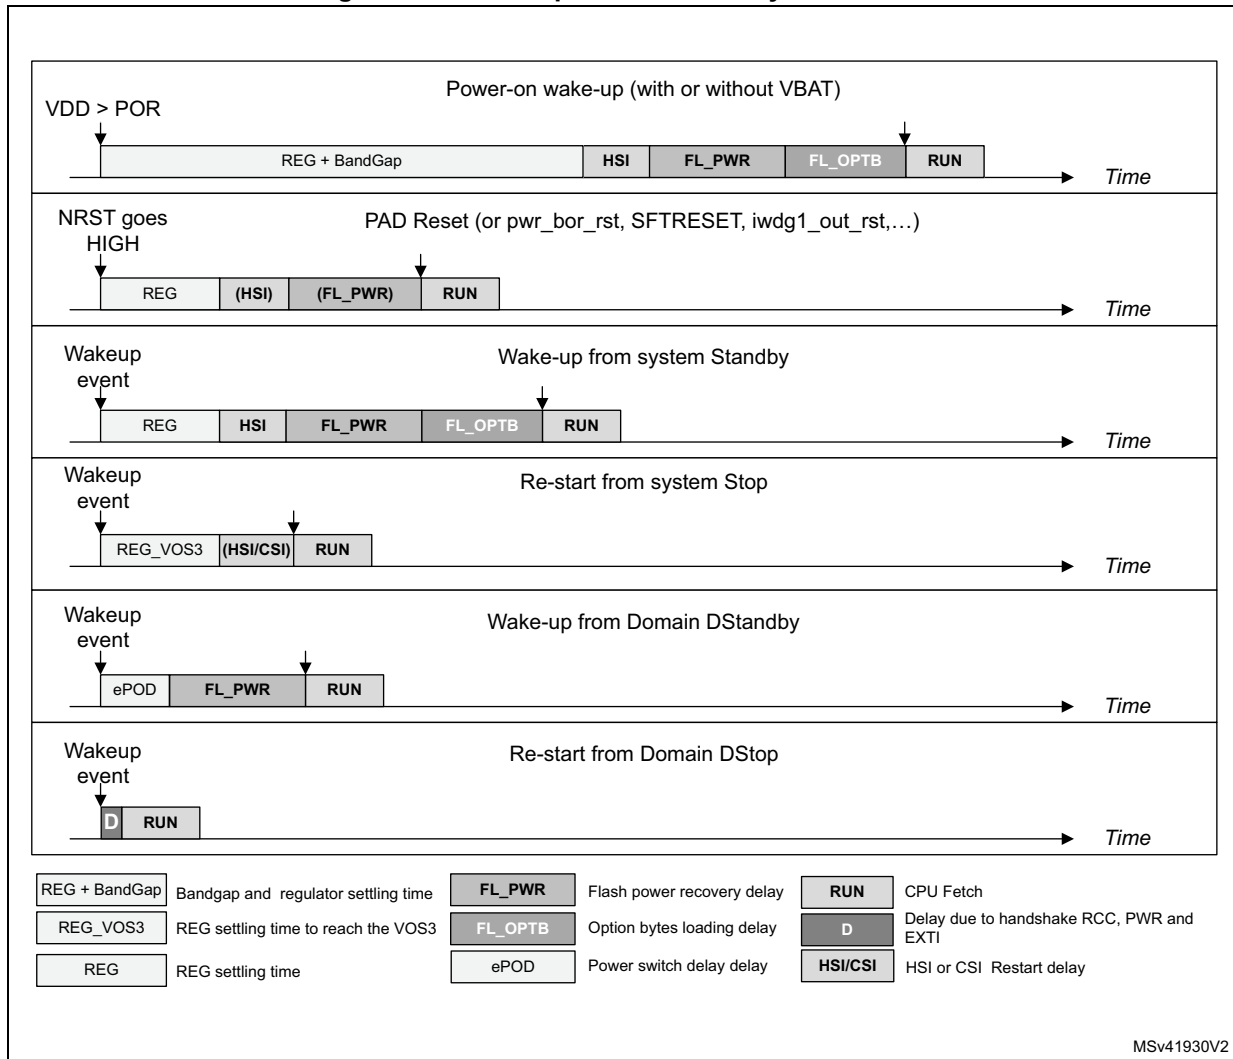 Power-on wake-up (with or without VBAT)
VDD > POR
REG + BandGap HSI FL_PWR FL_OPTB RUN
Time
NRST goes
HIGH
PAD Reset (or pwr_bor_rst, SFTRESET, iwdg1_out_rst,…)
REG (HSI) (FL_PWR) RUN
Time
Wakeup
event
Wake-up from system Standby
REG HSI FL_PWR FL_OPTB RUN
Time
Wakeup
event
Re-start from system Stop
REG_VOS3 (HSI/CSI) RUN
Time
Wakeup
event
Wake-up from Domain DStandby
ePOD FL_PWR RUN
Time
Wakeup
event
Re-start from Domain DStop
D RUN
Time
REG + BandGap Bandgap and regulator settling time
REG_VOS3 REG settling time to reach the VOS3
REG REG settling time
FL_PWR Flash power recovery delay
FL_OPTB Option bytes loading delay
ePOD Power switch delay delay
RUN CPU Fetch
D Delay due to handshake RCC, PWR and
EXTI
HSI/CSI HSI or CSI Restart delay
MSv41930V2